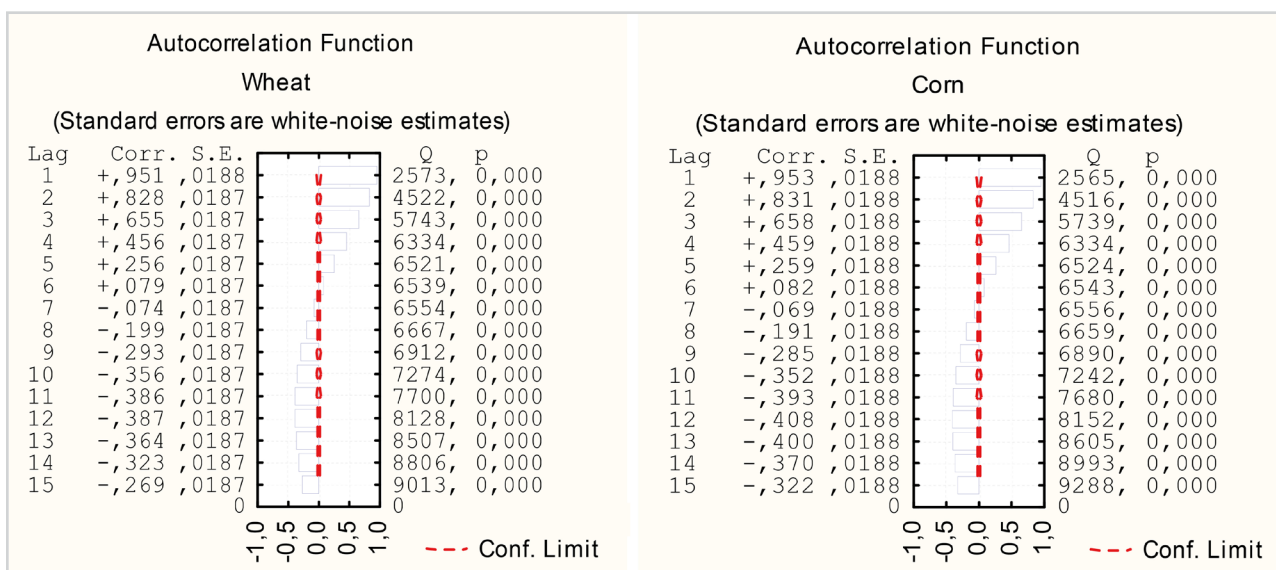 Autocorrelation Function
Wheat
(Standard errors are white-noise estimates)
Lag Corr. S.E. Q p
1 +,951 ,0188 2573, 0,000
2 +,828 ,0187 4522, 0,000
3 +,655 ,0187 5743, 0,000
4 +,456 ,0187 6334, 0,000
5 +,256 ,0187 6521, 0,000
6 +,079 ,0187 6539, 0,000
7 -,074 ,0187 6554, 0,000
8 -,199 ,0187 6667, 0,000
9 -,293 ,0187 6912, 0,000
10 -,356 ,0187 7274, 0,000
11 -,386 ,0187 7700, 0,000
12 -,387 ,0187 8128, 0,000
13 -,364 ,0187 8507, 0,000
14 -,323 ,0187 8806, 0,000
15 -,269 ,0187 9013, 0,000
0 0
-1,0 -0,5 0,0 0,5 1,0
Conf. Limit
Autocorrelation Function
Corn
(Standard errors are white-noise estimates)
Lag Corr. S.E. Q p
1 +,953 ,0188 2565, 0,000
2 +,831 ,0188 4516, 0,000
3 +,658 ,0188 5739, 0,000
4 +,459 ,0188 6334, 0,000
5 +,259 ,0188 6524, 0,000
6 +,082 ,0188 6543, 0,000
7 -,069 ,0188 6556, 0,000
8 -,191 ,0188 6659, 0,000
9 -,285 ,0188 6890, 0,000
10 -,352 ,0188 7242, 0,000
11 -,393 ,0188 7680, 0,000
12 -,408 ,0188 8152, 0,000
13 -,400 ,0188 8605, 0,000
14 -,370 ,0188 8993, 0,000
15 -,322 ,0188 9288, 0,000
0 0
-1,0 -0,5 0,0 0,5 1,0
Conf. Limit